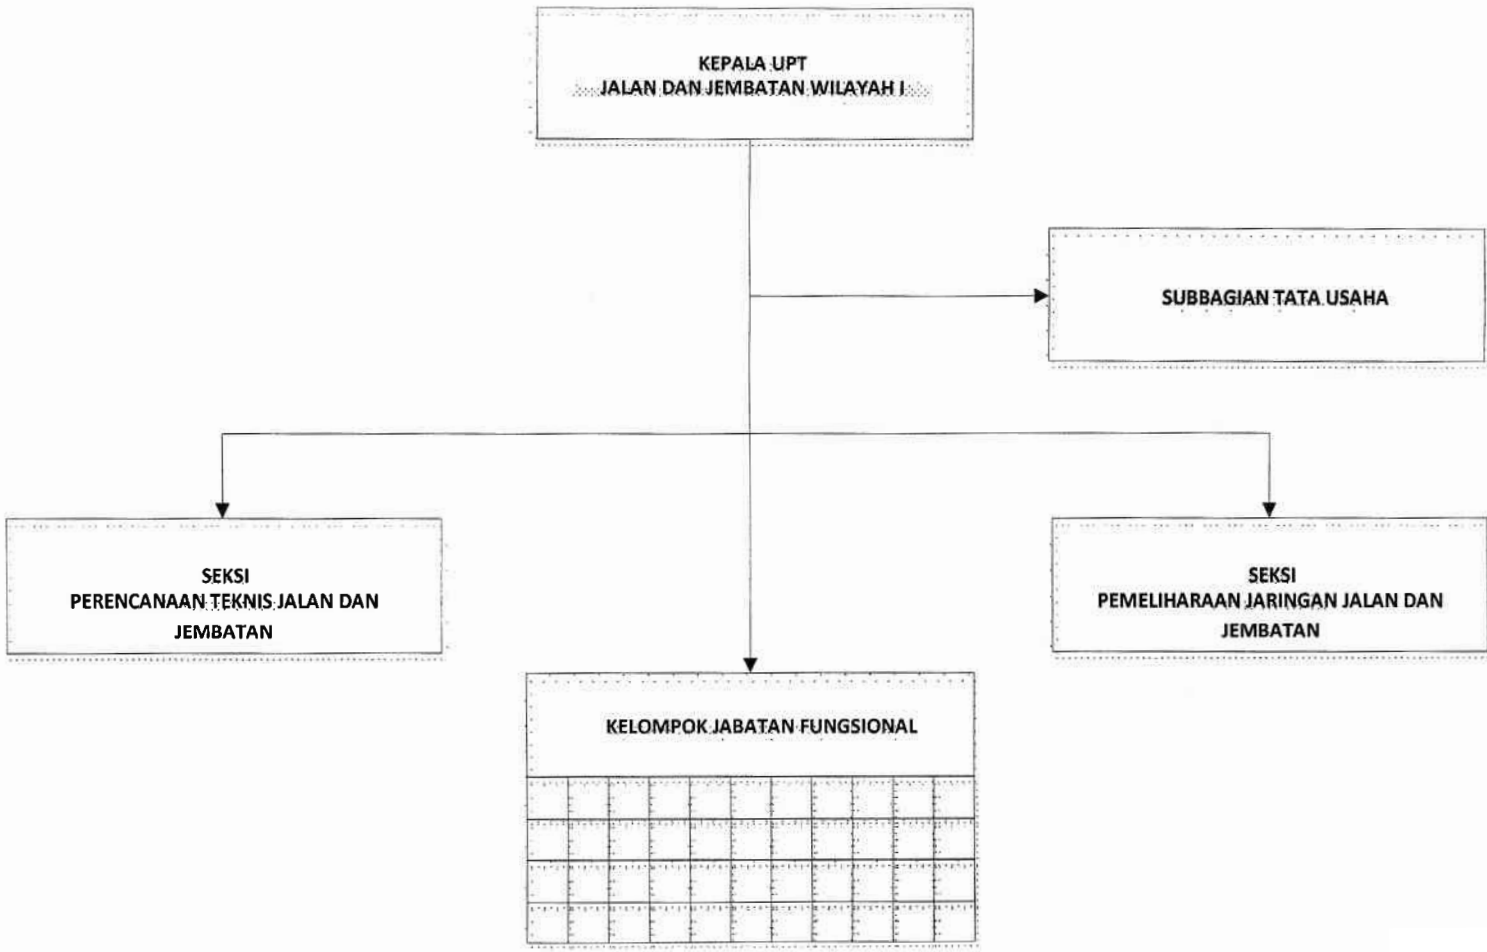 KEPALA UPT
JALAN DAN JEMBATAN WILAYAH I
SUBBAGIAN TATA USAHA
SEKSI
PERENCANAAN TEKNIS JALAN DAN
JEMBATAN
SEKSI
PEMELIHARAAN JARINGAN JALAN DAN
JEMBATAN
KELOMPOK JABATAN FUNGSIONAL